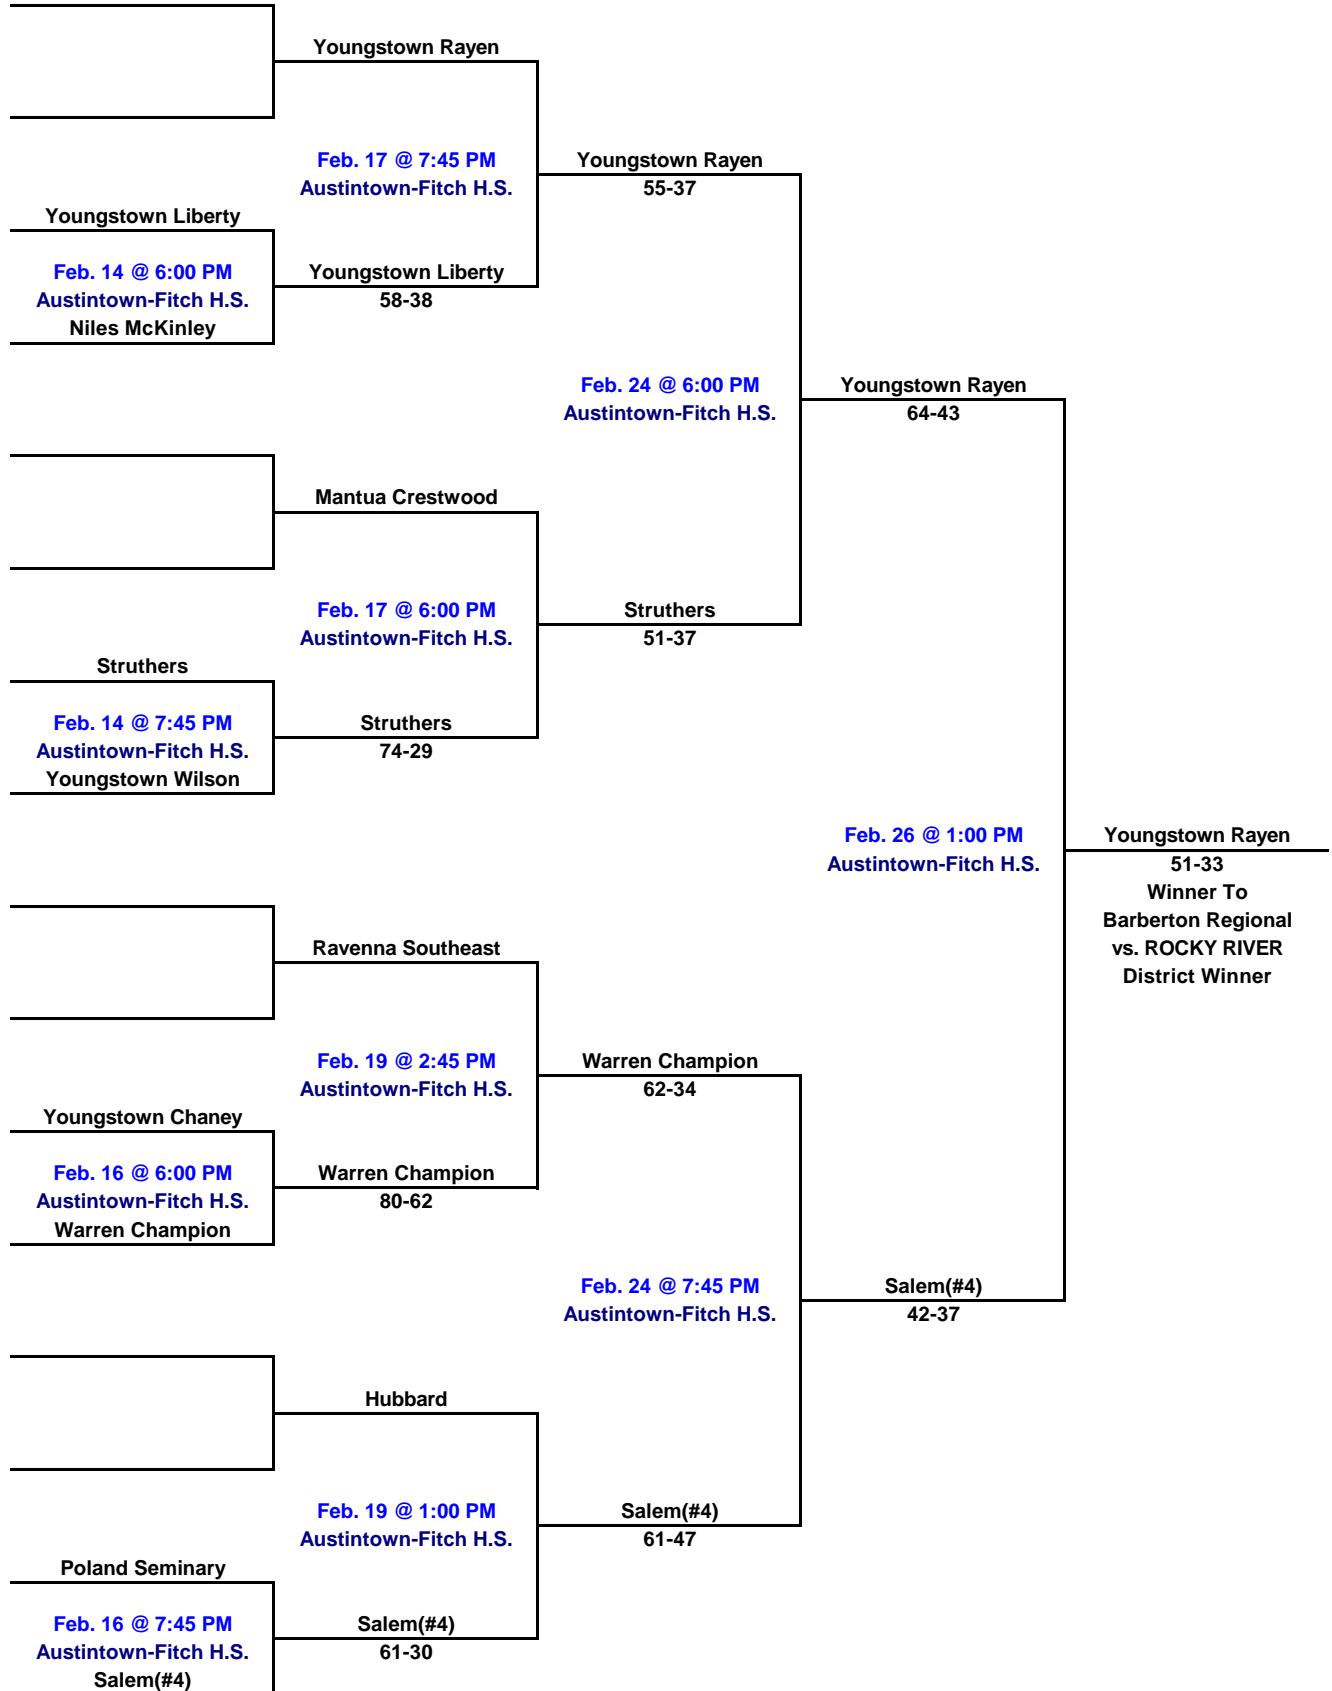 Youngstown Rayen
Feb. 17 @ 7:45 PM
Austintown-Fitch H.S.
Youngstown Rayen
55-37
Youngstown Liberty
Feb. 14 @ 6:00 PM
Austintown-Fitch H.S.
Niles McKinley
Youngstown Liberty
58-38
Feb. 24 @ 6:00 PM
Austintown-Fitch H.S.
Youngstown Rayen
64-43
Mantua Crestwood
Feb. 17 @ 6:00 PM
Austintown-Fitch H.S.
Struthers
51-37
Struthers
Feb. 14 @ 7:45 PM
Austintown-Fitch H.S.
Youngstown Wilson
Struthers
74-29
Feb. 26 @ 1:00 PM
Austintown-Fitch H.S.
Youngstown Rayen
51-33
Winner To
Barberton Regional
vs. ROCKY RIVER
District Winner
Ravenna Southeast
Feb. 19 @ 2:45 PM
Austintown-Fitch H.S.
Warren Champion
62-34
Youngstown Chaney
Feb. 16 @ 6:00 PM
Austintown-Fitch H.S.
Warren Champion
Warren Champion
80-62
Feb. 24 @ 7:45 PM
Austintown-Fitch H.S.
Salem(#4)
42-37
Hubbard
Feb. 19 @ 1:00 PM
Austintown-Fitch H.S.
Salem(#4)
61-47
Poland Seminary
Feb. 16 @ 7:45 PM
Austintown-Fitch H.S.
Salem(#4)
Salem(#4)
61-30